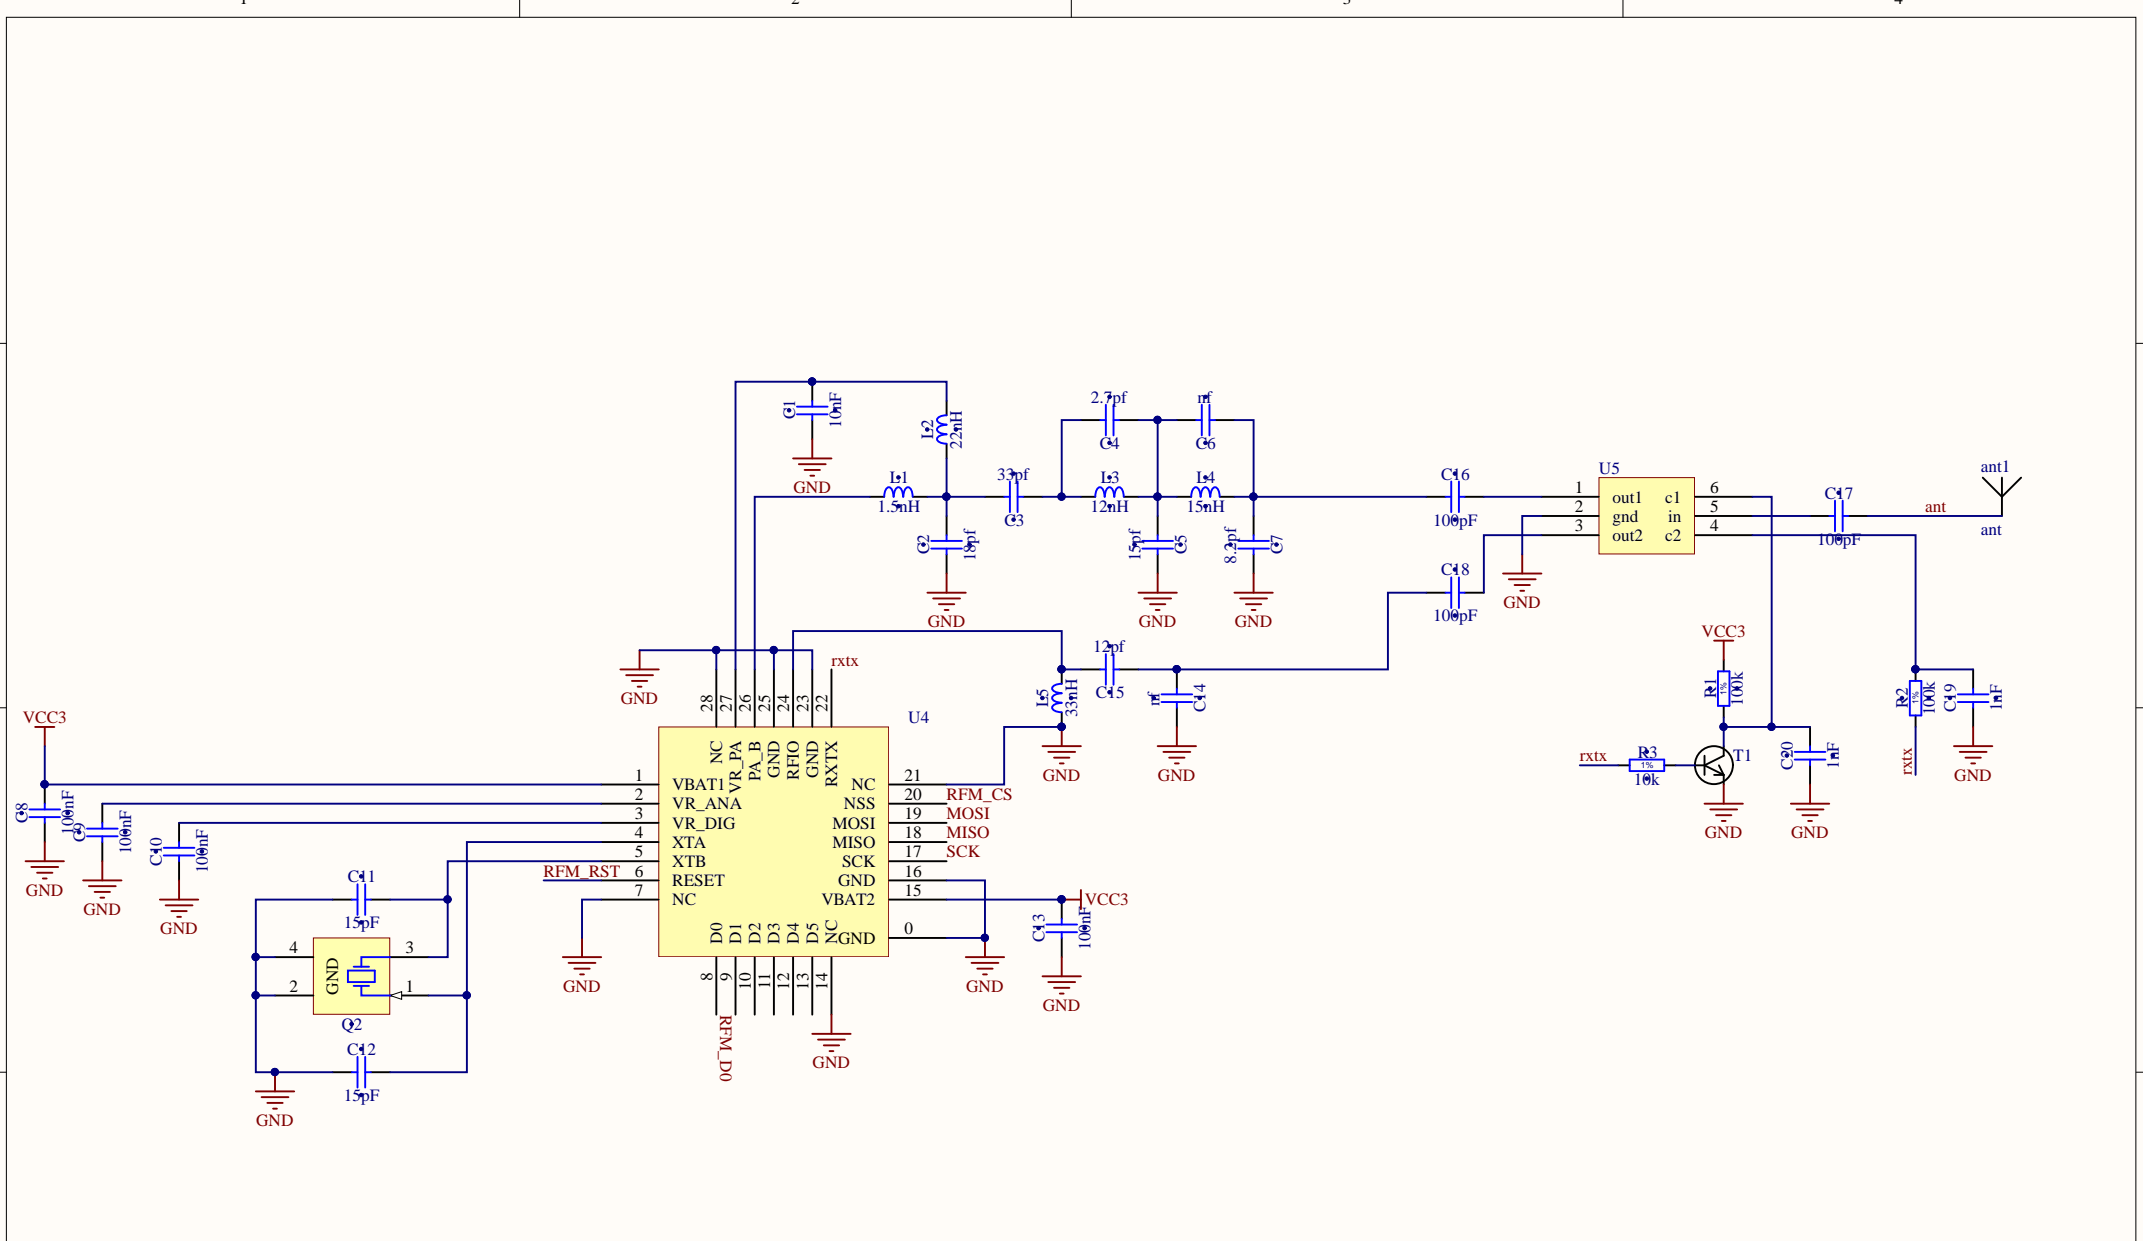 2
3
4
2.7pf
C4
nf
C6
C1
10nF
L2
22nH
GND
L1
1.5nH
33pf
C3
L3
12nH
L4
15nH
C2
18pf
GND
15pf
C5
GND
8.2pf
C7
GND
C16
100pF
C18
100pF
U5
1
2
3
out1
gnd
out2
c1
in
c2
6
5
4
GND
C17
100pF
ant
ant1
ant
GND
rxtx
28
27
26
25
24
23
22
12pf
C15
L5
33nH
nf
C14
GND
GND
VCC3
R1
1%
100k
rxtx
R3
1%
10k
T1
GND
C20
1nF
GND
R2
1%
100k
rxtx
C19
1nF
GND
VCC3
C8
100nF
GND
C9
100nF
GND
C10
100nF
GND
U4
NC
VR_PA
PA_B
GND
RFIO
GND
RXTX
1
VBAT1
2
VR_ANA
3
VR_DIG
4
XTA
5
XTB
RFM_RST
6
RESET
7
NC
GND
NC
21
NSS
20
RFM_CS
MOSI
19
MOSI
MISO
18
MISO
SCK
17
SCK
GND
16
VBAT2
15
VCC3
GND
0
GND
C13
100nF
GND
D0
D1
D2
D3
D4
D5
NC
8
9
10
11
12
13
14
RFM_D0
GND
C11
15pF
4
3
2
1
GND
Q2
C12
15pF
GND